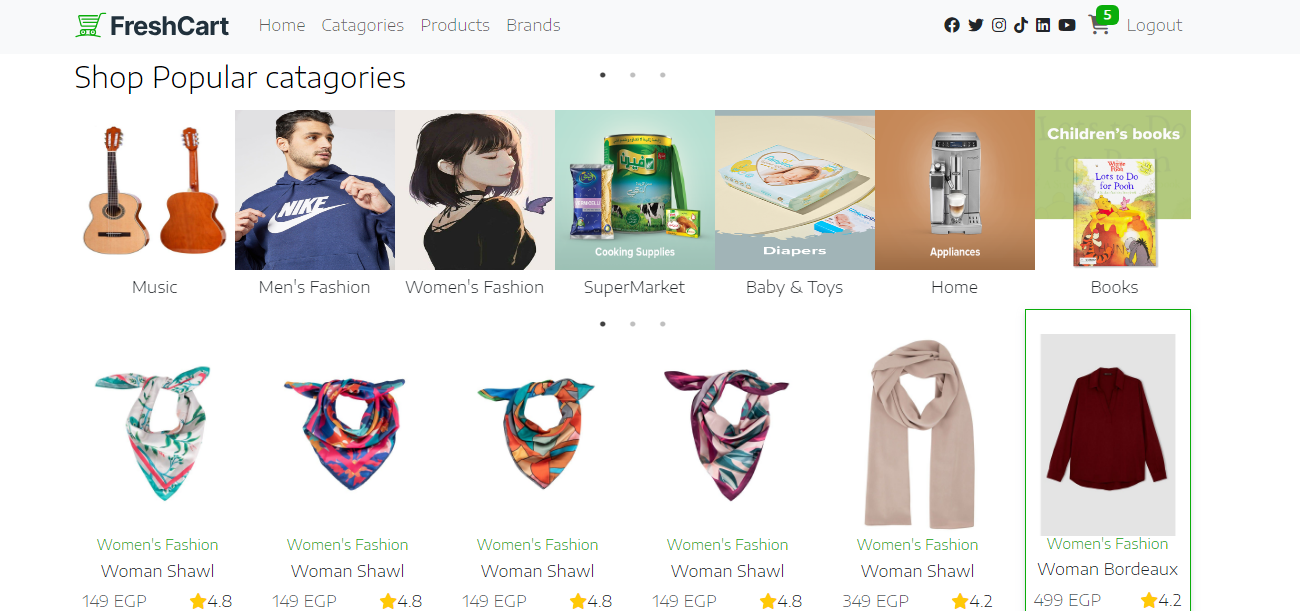 FreshCart Home Catagories Products Brands 5 Logout
Shop Popular catagories
NIKE
Cooking Supplies
Diapers
Appliances
Children's books
Lots to Do
for Pooh
Music Men's Fashion Women's Fashion SuperMarket Baby & Toys Home Books
Women's Fashion Women's Fashion Women's Fashion Women's Fashion Women's Fashion Women's Fashion
Woman Shawl Woman Shawl Woman Shawl Woman Shawl Woman Shawl Woman Bordeaux
149 EGP 4.8 149 EGP 4.8 149 EGP 4.8 149 EGP 4.8 349 EGP 4.2 499 EGP 4.2